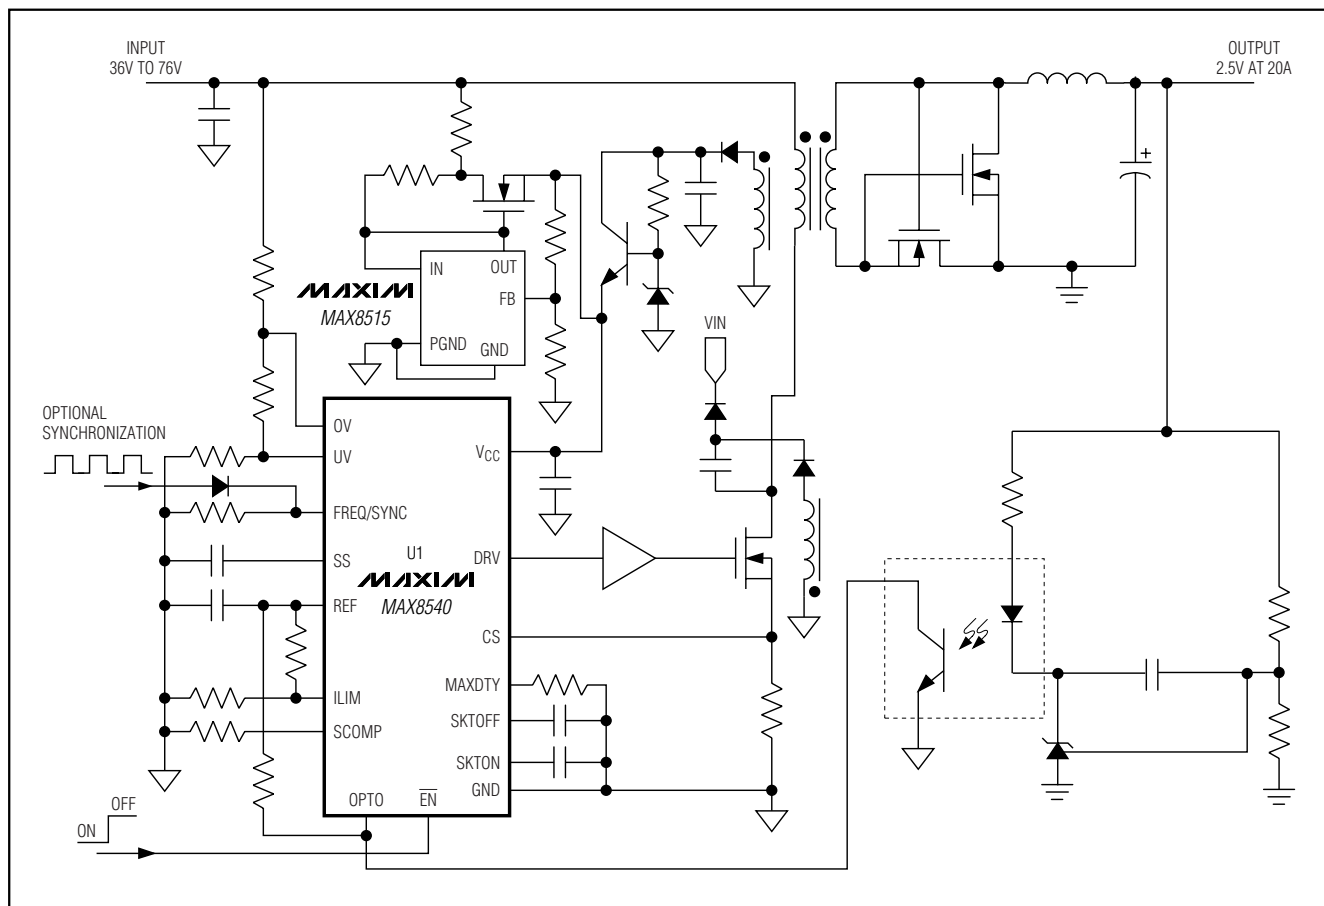 INPUT
36V TO 76V
OUTPUT
2.5V AT 20A
IN
OUT
MAXIM
MAX8515
FB
PGND
GND
VIN
OPTIONAL
SYNCHRONIZATION
OV
UV
FREQ/SYNC
SS
REF
ILIM
SCOMP
OPTO
EN
U1
MAXIM
MAX8540
VCC
DRV
CS
MAXDTY
SKTOFF
SKTON
GND
OFF
ON
+